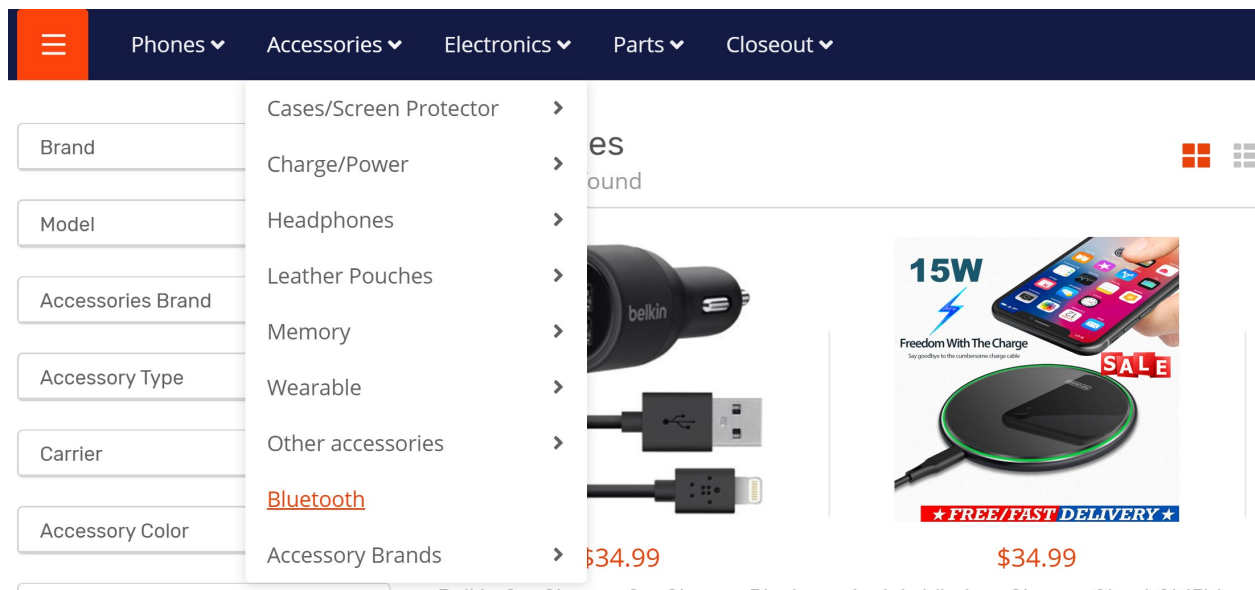 Phones Accessories Electronics Parts Closeout
Cases/Screen Protector
Charge/Power
Headphones
Leather Pouches
Memory
Wearable
Other accessories
Bluetooth
Accessory Brands
Brand
Model
Accessories Brand
Accessory Type
Carrier
Accessory Color
es
ound
belkin
$34.99
15W
Freedom With The Charge
Say goodbye to the cumbersome charge cable
SALE
★ FREE/FAST DELIVERY ★
$34.99